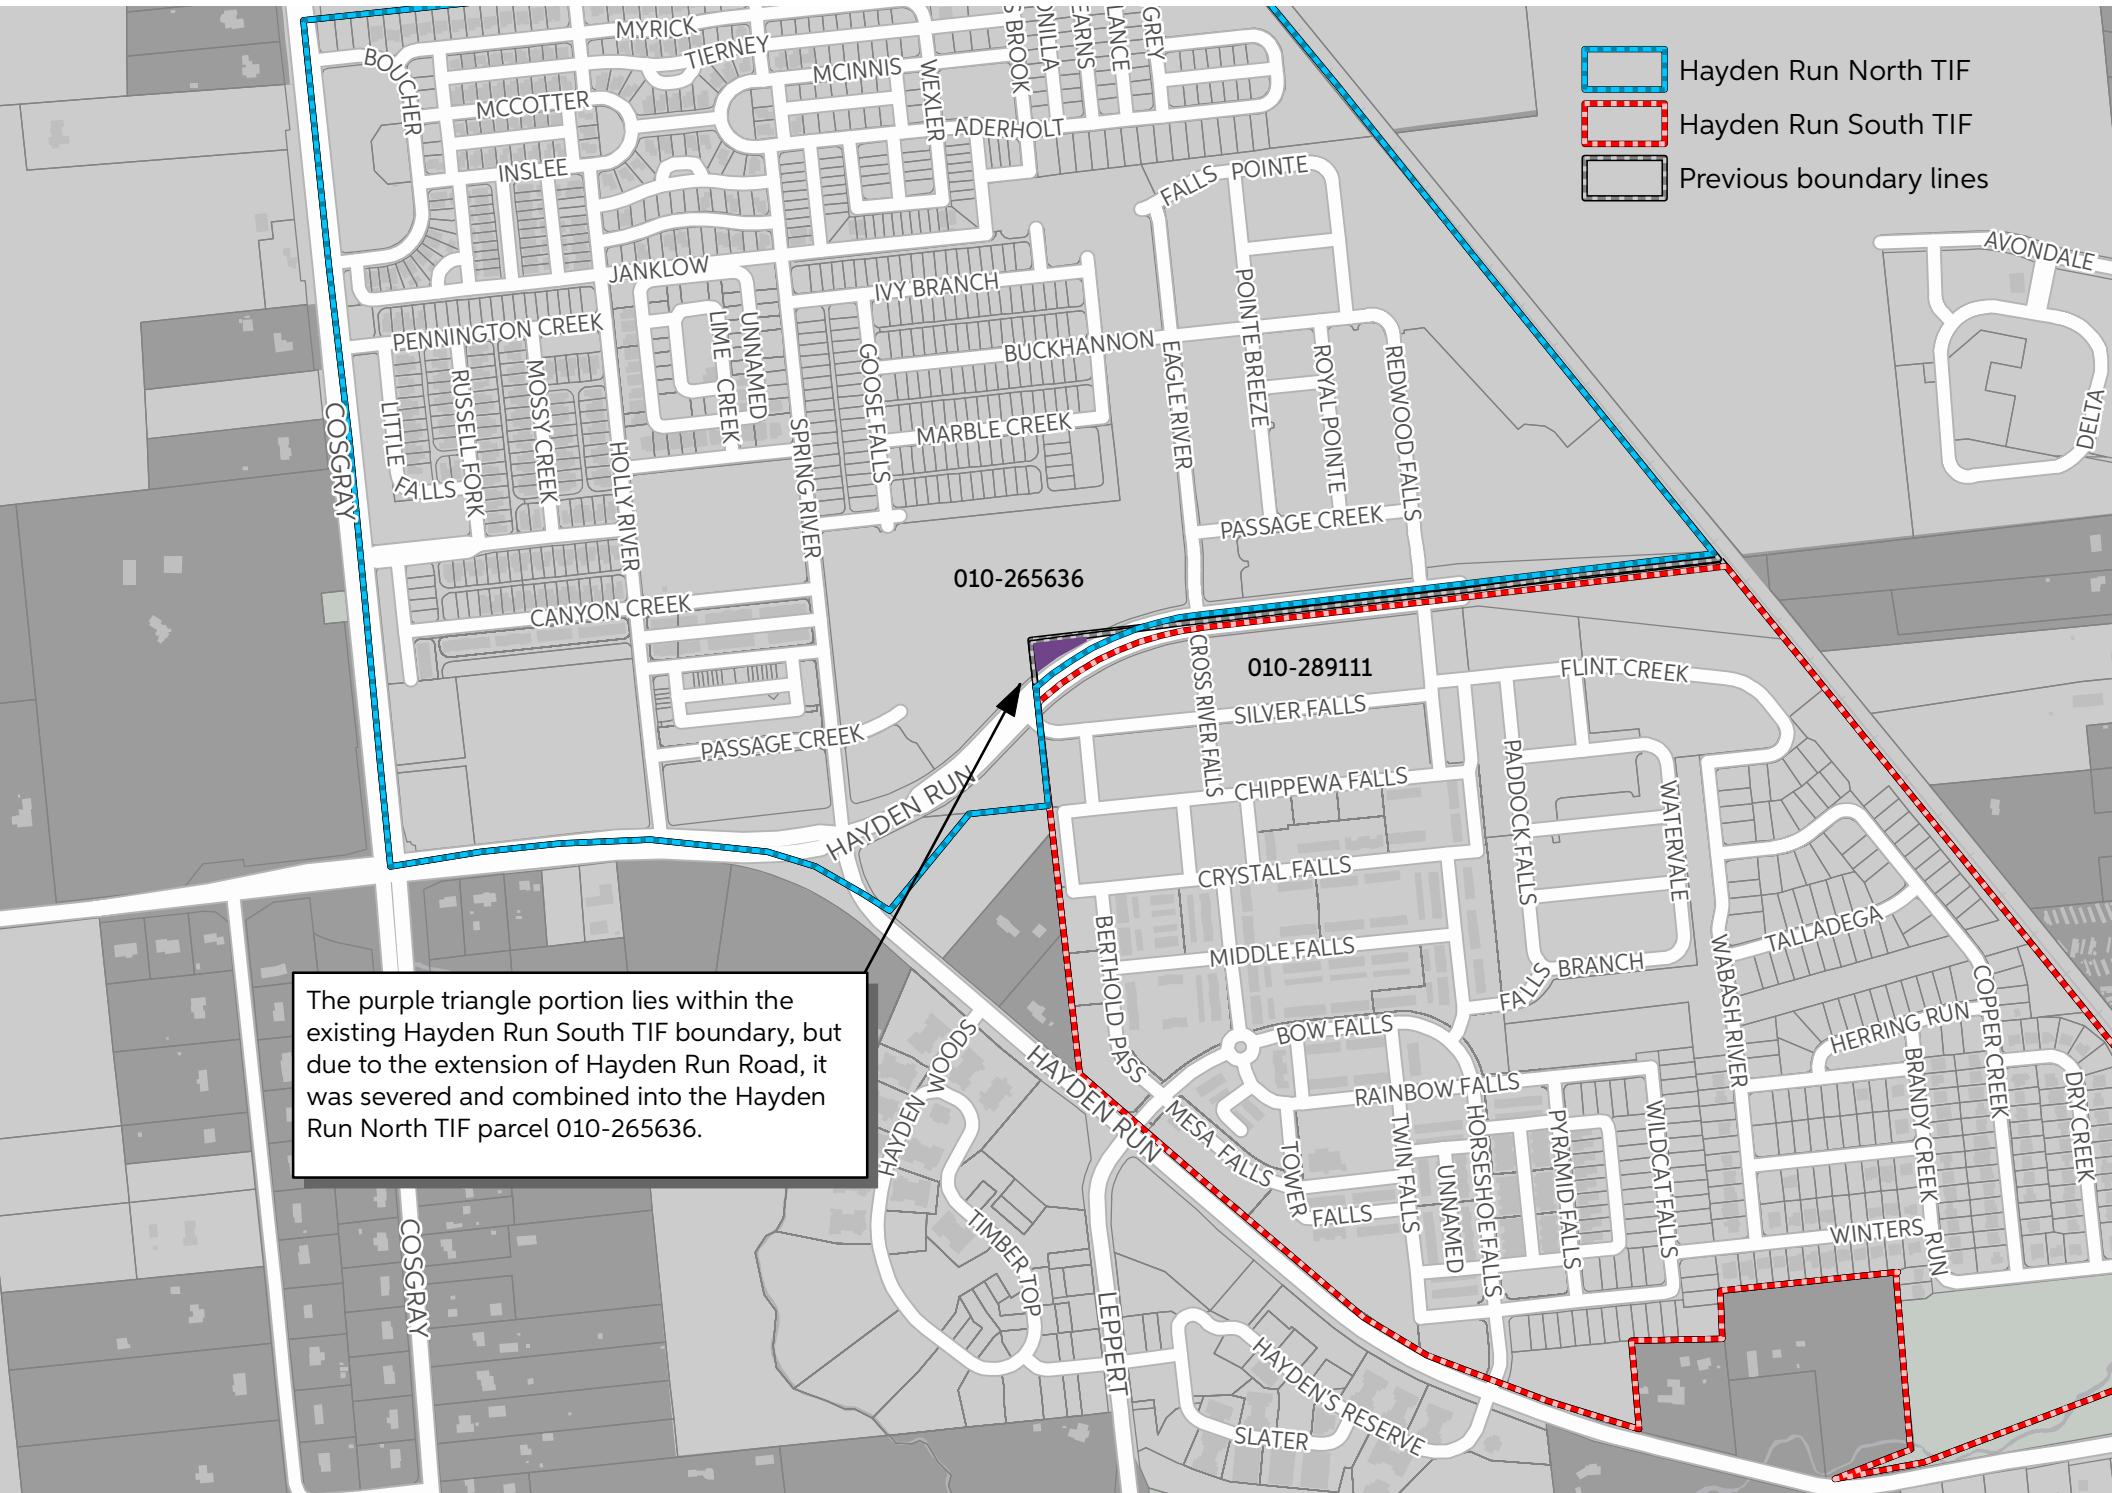 Hayden Run North TIF
Hayden Run South TIF
Previous boundary lines
MYRICK
TIERNEY
BOUCHER
MCINNIS
MCCOTTER
WEXLER
S BROOK
ONILLA
EARNS
LANCE
GREY
ADERHOLT
INSLEE
FALLS POINTE
AVONDALE
JANKLOW
IVY BRANCH
PENNINGTON CREEK
LIME CREEK
UNNAMED
BUCKHANNON
POINTE BREEZE
EAGLE RIVER
ROYAL POINTE
REDWOOD FALLS
DELTA
COSGRAY
LITTLE FALLS
RUSSELL FORK
MOSSY CREEK
HOLLY RIVER
SPRING RIVER
GOOSE FALLS
MARBLE CREEK
PASSAGE CREEK
010-265636
CANYON CREEK
CROSS RIVER FALLS
010-289111
FLINT CREEK
SILVER FALLS
PASSAGE CREEK
HAYDEN RUN
CHIPPEWA FALLS
PADDOCK FALLS
WATERVALE
CRYSTAL FALLS
BERTHOLD PASS
MIDDLE FALLS
FALLS BRANCH
WABASH RIVER
TALLADEGA
COPPER CREEK
The purple triangle portion lies within the
existing Hayden Run South TIF boundary, but
due to the extension of Hayden Run Road, it
was severed and combined into the Hayden
Run North TIF parcel 010-265636.
HAYDEN WOODS
HAYDEN RUN
BOW FALLS
RAINBOW FALLS
HERRING RUN
BRANDY CREEK
DRY CREEK
MESA FALLS
TOWER FALLS
TWIN FALLS
UNNAMED
HORSESHOE FALLS
PYRAMID FALLS
WILDCAT FALLS
WINTERS RUN
COSGRAY
TIMBER TOP
LEPPERT
HAYDEN'S RESERVE
SLATER